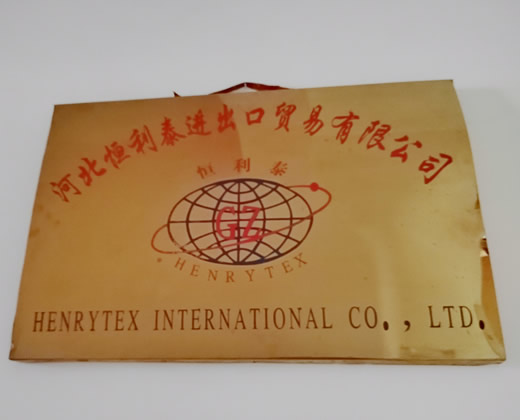 河北恒利泰进出口贸易有限公司
恒利泰
GZ
HENRYTEX
HENRYTEX INTERNATIONAL CO., LTD.